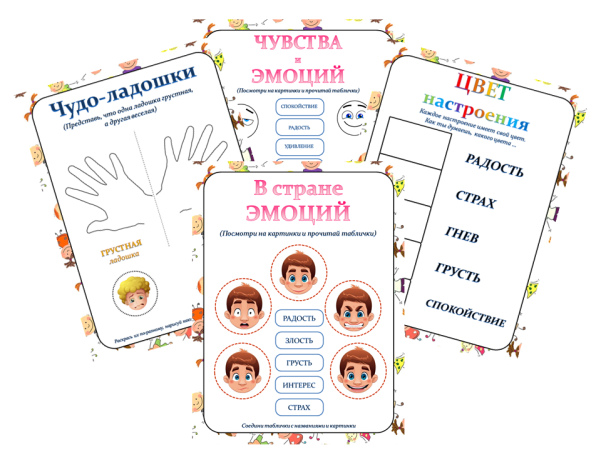 Чудо-ладошки
(Представь, что одна ладошка грустная,
а другая веселая)
ГРУСТНАЯ
ладошка
Раскрась их по-разному, нарисуй
ЧУВСТВА
и
ЭМОЦИЙ
(Посмотри на картинки и прочитай таблички)
СПОКОЙСТВИЕ
РАДОСТЬ
УДИВЛЕНИЕ
ЦВЕТ
настроения
Каждое настроение имеет свой цвет.
Как ты думаешь, какого цвета ...
РАДОСТЬ
СТРАХ
ГНЕВ
ГРУСТЬ
СПОКОЙСТВИЕ
В стране
ЭМОЦИЙ
(Посмотри на картинки и прочитай таблички)
РАДОСТЬ
ЗЛОСТЬ
ГРУСТЬ
ИНТЕРЕС
СТРАХ
Соедини таблички с названиями и картинки